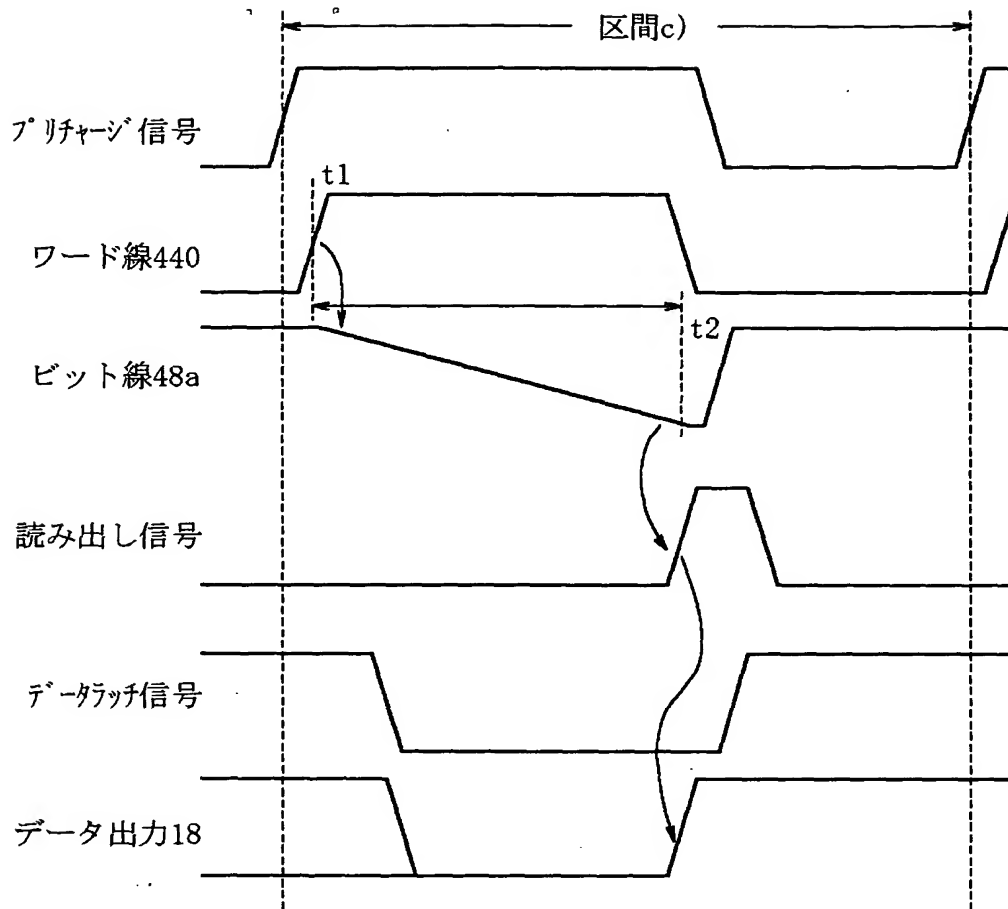 区間c)
プリチャージ信号
t1
ワード線440
t2
ビット線48a
読み出し信号
データラッチ信号
データ出力18